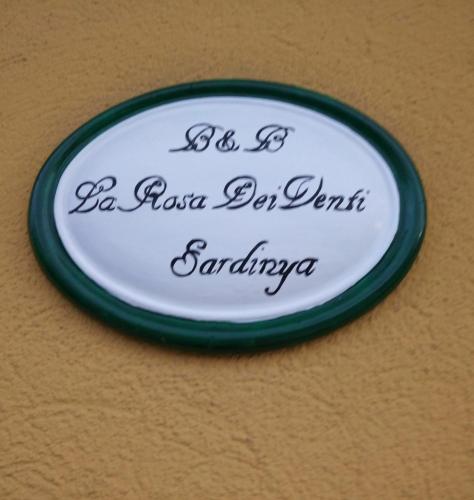 B & B
La Rosa Dei Venti
Sardinya